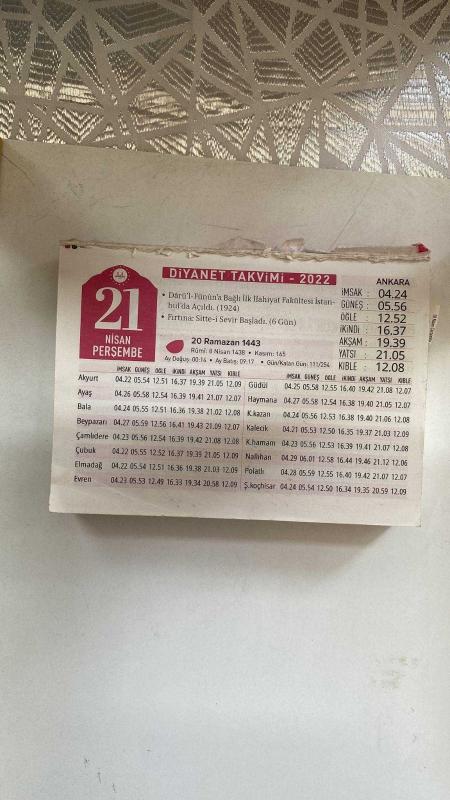 DİYANET TAKVİMİ - 2022
21
NİSAN
PERŞEMBE
• Dârü'l-Fünûn'a Bağlı İlk İlahiyat Fakültesi İstan-
bul'da Açıldı. (1924)
• Fırtına: Sitte-i Sevir Başladı. (6 Gün)
20 Ramazan 1443
Rûmî: 8 Nisan 1438 • Kasım: 165
Ay Doğuş: 00:14 • Ay Batış: 09:17 • Gün/Kalan Gün: 111/254
ANKARA
İMSAK : 04.24
GÜNEŞ : 05.56
ÖĞLE : 12.52
İKİNDİ : 16.37
AKŞAM : 19.39
YATSI : 21.05
KIBLE : 12.08
İMSAK GÜNEŞ ÖĞLE İKİNDİ AKŞAM YATSI KIBLE
Akyurt 04.22 05.54 12.51 16.37 19.39 21.05 12.09
Ayaş 04.26 05.58 12.54 16.39 19.41 21.07 12.07
Bala 04.24 05.55 12.51 16.36 19.38 21.02 12.08
Beypazarı 04.27 05.59 12.56 16.41 19.43 21.09 12.07
Çamlıdere 04.23 05.56 12.54 16.39 19.42 21.08 12.08
Çubuk 04.22 05.55 12.52 16.37 19.39 21.05 12.09
Elmadağ 04.22 05.54 12.51 16.36 19.38 21.03 12.09
Evren 04.23 05.53 12.49 16.33 19.34 20.58 12.09
İMSAK GÜNEŞ ÖĞLE İKİNDİ AKŞAM YATSI KIBLE
Güdül 04.25 05.58 12.55 16.40 19.42 21.08 12.07
Haymana 04.27 05.58 12.54 16.38 19.40 21.05 12.07
K.kazan 04.24 05.56 12.53 16.38 19.40 21.06 12.08
Kalecik 04.21 05.53 12.50 16.35 19.37 21.03 12.09
K.hamam 04.23 05.56 12.53 16.39 19.41 21.07 12.08
Nallıhan 04.29 06.01 12.58 16.44 19.46 21.12 12.06
Polatlı 04.28 05.59 12.55 16.40 19.42 21.07 12.07
Ş.koçhisar 04.24 05.54 12.50 16.34 19.35 20.59 12.09